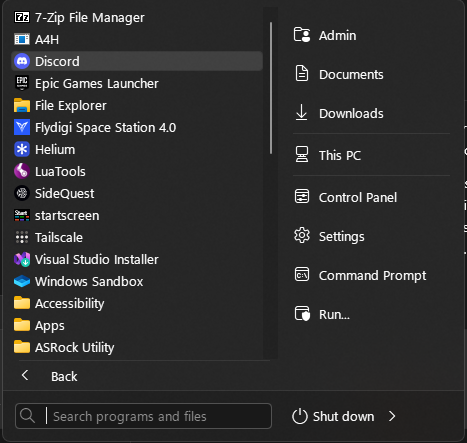 7-Zip File Manager
A4H
Discord
Epic Games Launcher
File Explorer
Flydigi Space Station 4.0
Helium
LuaTools
SideQuest
startscreen
Tailscale
Visual Studio Installer
Windows Sandbox
Accessibility
Apps
ASRock Utility
Back
Search programs and files
Admin
Documents
Downloads
This PC
Control Panel
Settings
Command Prompt
Run...
Shut down